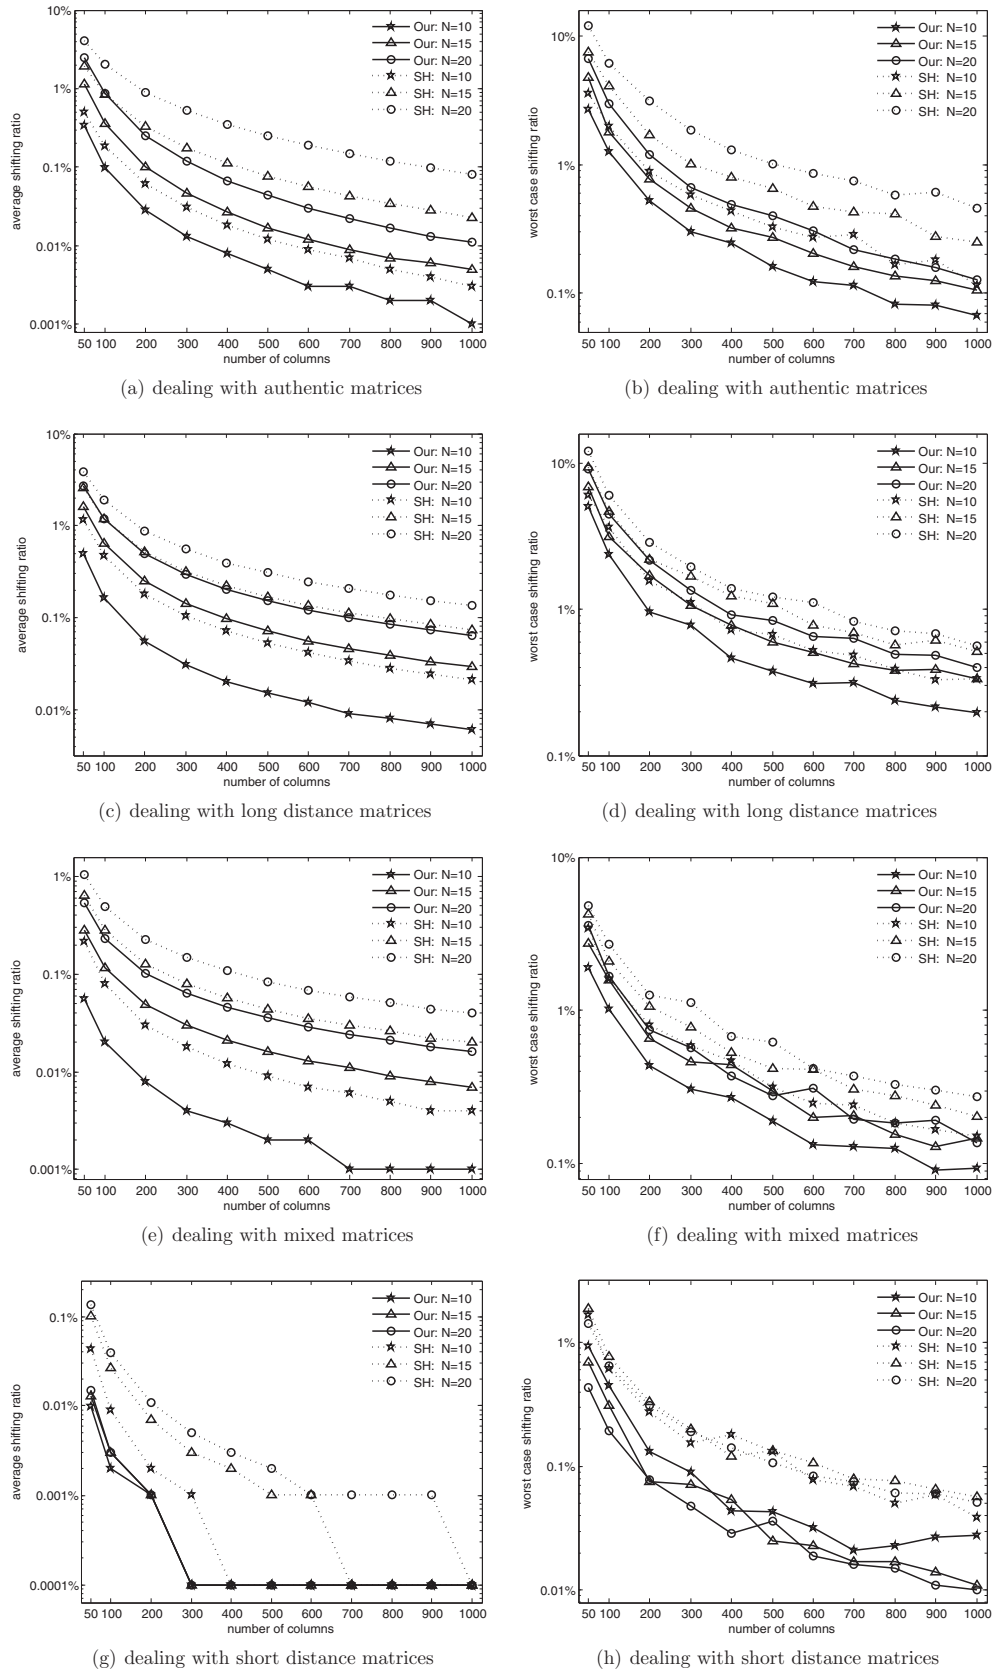 10%
1%
0.1%
0.01%
0.001%
average shifting ratio
50 100 200 300 400 500 600 700 800 900 1000
number of columns
Our: N=10
Our: N=15
Our: N=20
SH: N=10
SH: N=15
SH: N=20
(a) dealing with authentic matrices
10%
1%
0.1%
worst case shifting ratio
50 100 200 300 400 500 600 700 800 900 1000
number of columns
Our: N=10
Our: N=15
Our: N=20
SH: N=10
SH: N=15
SH: N=20
(b) dealing with authentic matrices
10%
1%
0.1%
0.01%
average shifting ratio
50 100 200 300 400 500 600 700 800 900 1000
number of columns
Our: N=10
Our: N=15
Our: N=20
SH: N=10
SH: N=15
SH: N=20
(c) dealing with long distance matrices
10%
1%
0.1%
worst case shifting ratio
50 100 200 300 400 500 600 700 800 900 1000
number of columns
Our: N=10
Our: N=15
Our: N=20
SH: N=10
SH: N=15
SH: N=20
(d) dealing with long distance matrices
1%
0.1%
0.01%
0.001%
average shifting ratio
50 100 200 300 400 500 600 700 800 900 1000
number of columns
Our: N=10
Our: N=15
Our: N=20
SH: N=10
SH: N=15
SH: N=20
(e) dealing with mixed matrices
10%
1%
0.1%
worst case shifting ratio
50 100 200 300 400 500 600 700 800 900 1000
number of columns
Our: N=10
Our: N=15
Our: N=20
SH: N=10
SH: N=15
SH: N=20
(f) dealing with mixed matrices
0.1%
0.01%
0.001%
0.0001%
average shifting ratio
50 100 200 300 400 500 600 700 800 900 1000
number of columns
Our: N=10
Our: N=15
Our: N=20
SH: N=10
SH: N=15
SH: N=20
(g) dealing with short distance matrices
1%
0.1%
0.01%
worst case shifting ratio
50 100 200 300 400 500 600 700 800 900 1000
number of columns
Our: N=10
Our: N=15
Our: N=20
SH: N=10
SH: N=15
SH: N=20
(h) dealing with short distance matrices